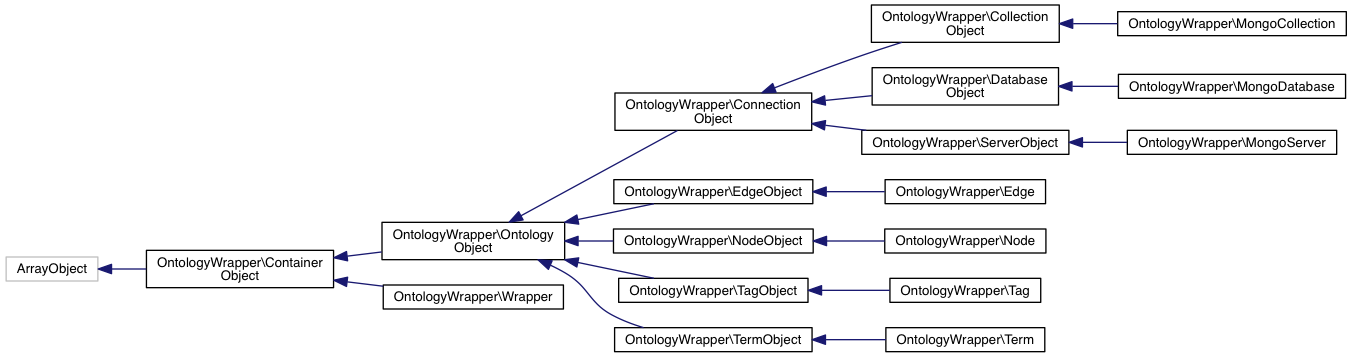 OntologyWrapper\Collection
Object
OntologyWrapper\MongoCollection
OntologyWrapper\Database
Object
OntologyWrapper\MongoDatabase
OntologyWrapper\Connection
Object
OntologyWrapper\ServerObject
OntologyWrapper\MongoServer
OntologyWrapper\EdgeObject
OntologyWrapper\Edge
OntologyWrapper\Ontology
Object
OntologyWrapper\NodeObject
OntologyWrapper\Node
ArrayObject
OntologyWrapper\Container
Object
OntologyWrapper\Wrapper
OntologyWrapper\TagObject
OntologyWrapper\Tag
OntologyWrapper\TermObject
OntologyWrapper\Term